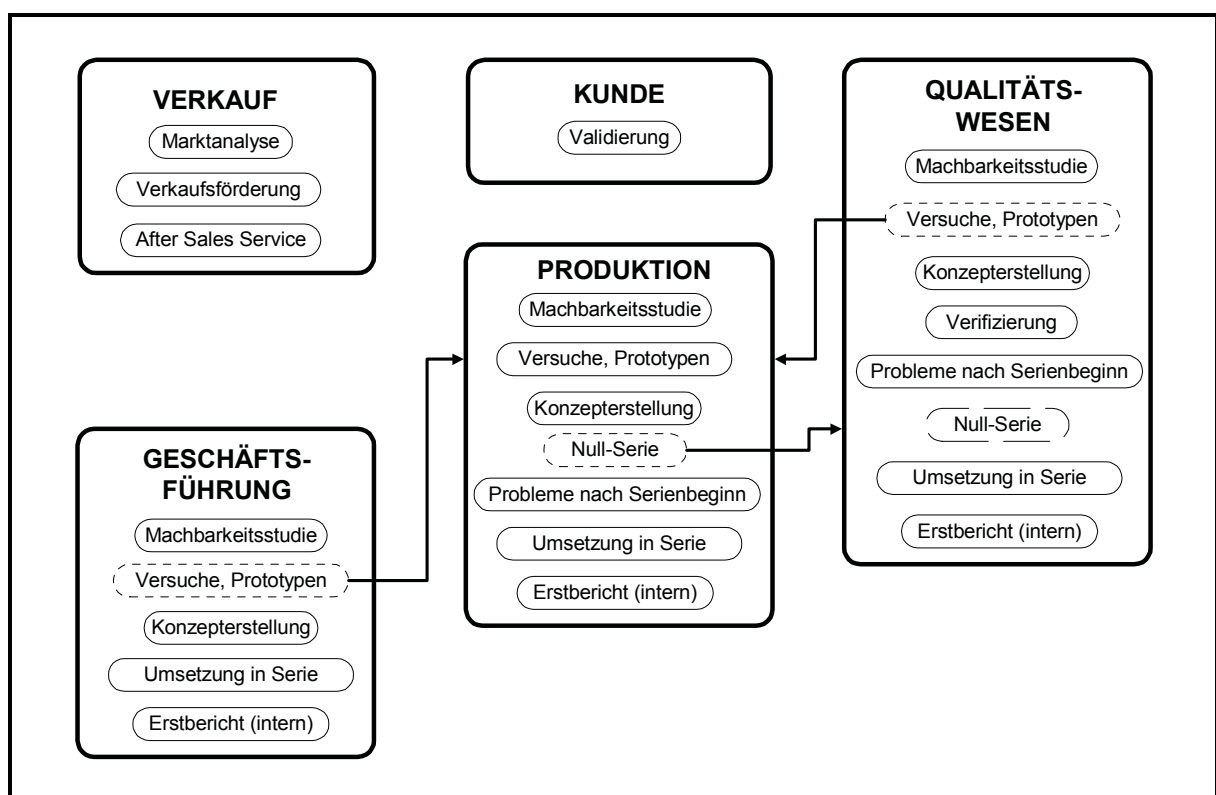 VERKAUF
Marktanalyse
Verkaufsförderung
After Sales Service
KUNDE
Validierung
QUALITÄTS-
WESEN
Machbarkeitsstudie
Versuche, Prototypen
Konzepterstellung
Verifizierung
Probleme nach Serienbeginn
Null-Serie
Umsetzung in Serie
Erstbericht (intern)
PRODUKTION
Machbarkeitsstudie
Versuche, Prototypen
Konzepterstellung
Null-Serie
Probleme nach Serienbeginn
Umsetzung in Serie
Erstbericht (intern)
GESCHÄFTS-
FÜHRUNG
Machbarkeitsstudie
Versuche, Prototypen
Konzepterstellung
Umsetzung in Serie
Erstbericht (intern)